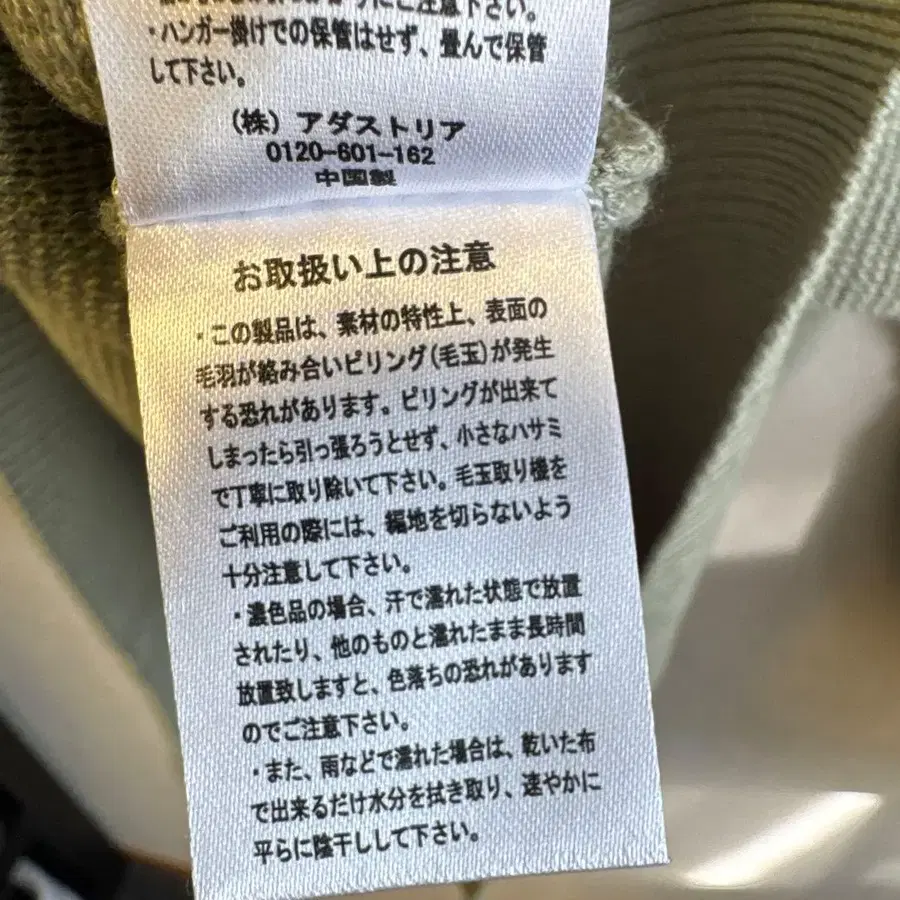 にご注意下さい。
・ハンガー掛けでの保管はせず、畳んで保管
して下さい。
(株) アダストリア
0120-601-162
中国製
お取扱い上の注意
・この製品は、素材の特性上、表面の
毛羽が絡み合いピリング(毛玉)が発生
する恐れがあります。ピリングが出来て
しまったら引っ張ろうとせず、小さなハサミ
で丁寧に取り除いて下さい。毛玉取り機を
ご利用の際には、編地を切らないよう
十分注意して下さい。
・濃色品の場合、汗で濡れた状態で放置
されたり、他のものと濡れたまま長時間
放置致しますと、色落ちの恐れがあります
のでご注意下さい。
・また、雨などで濡れた場合は、乾いた布
で出来るだけ水分を拭き取り、速やかに
平らに陰干しして下さい。